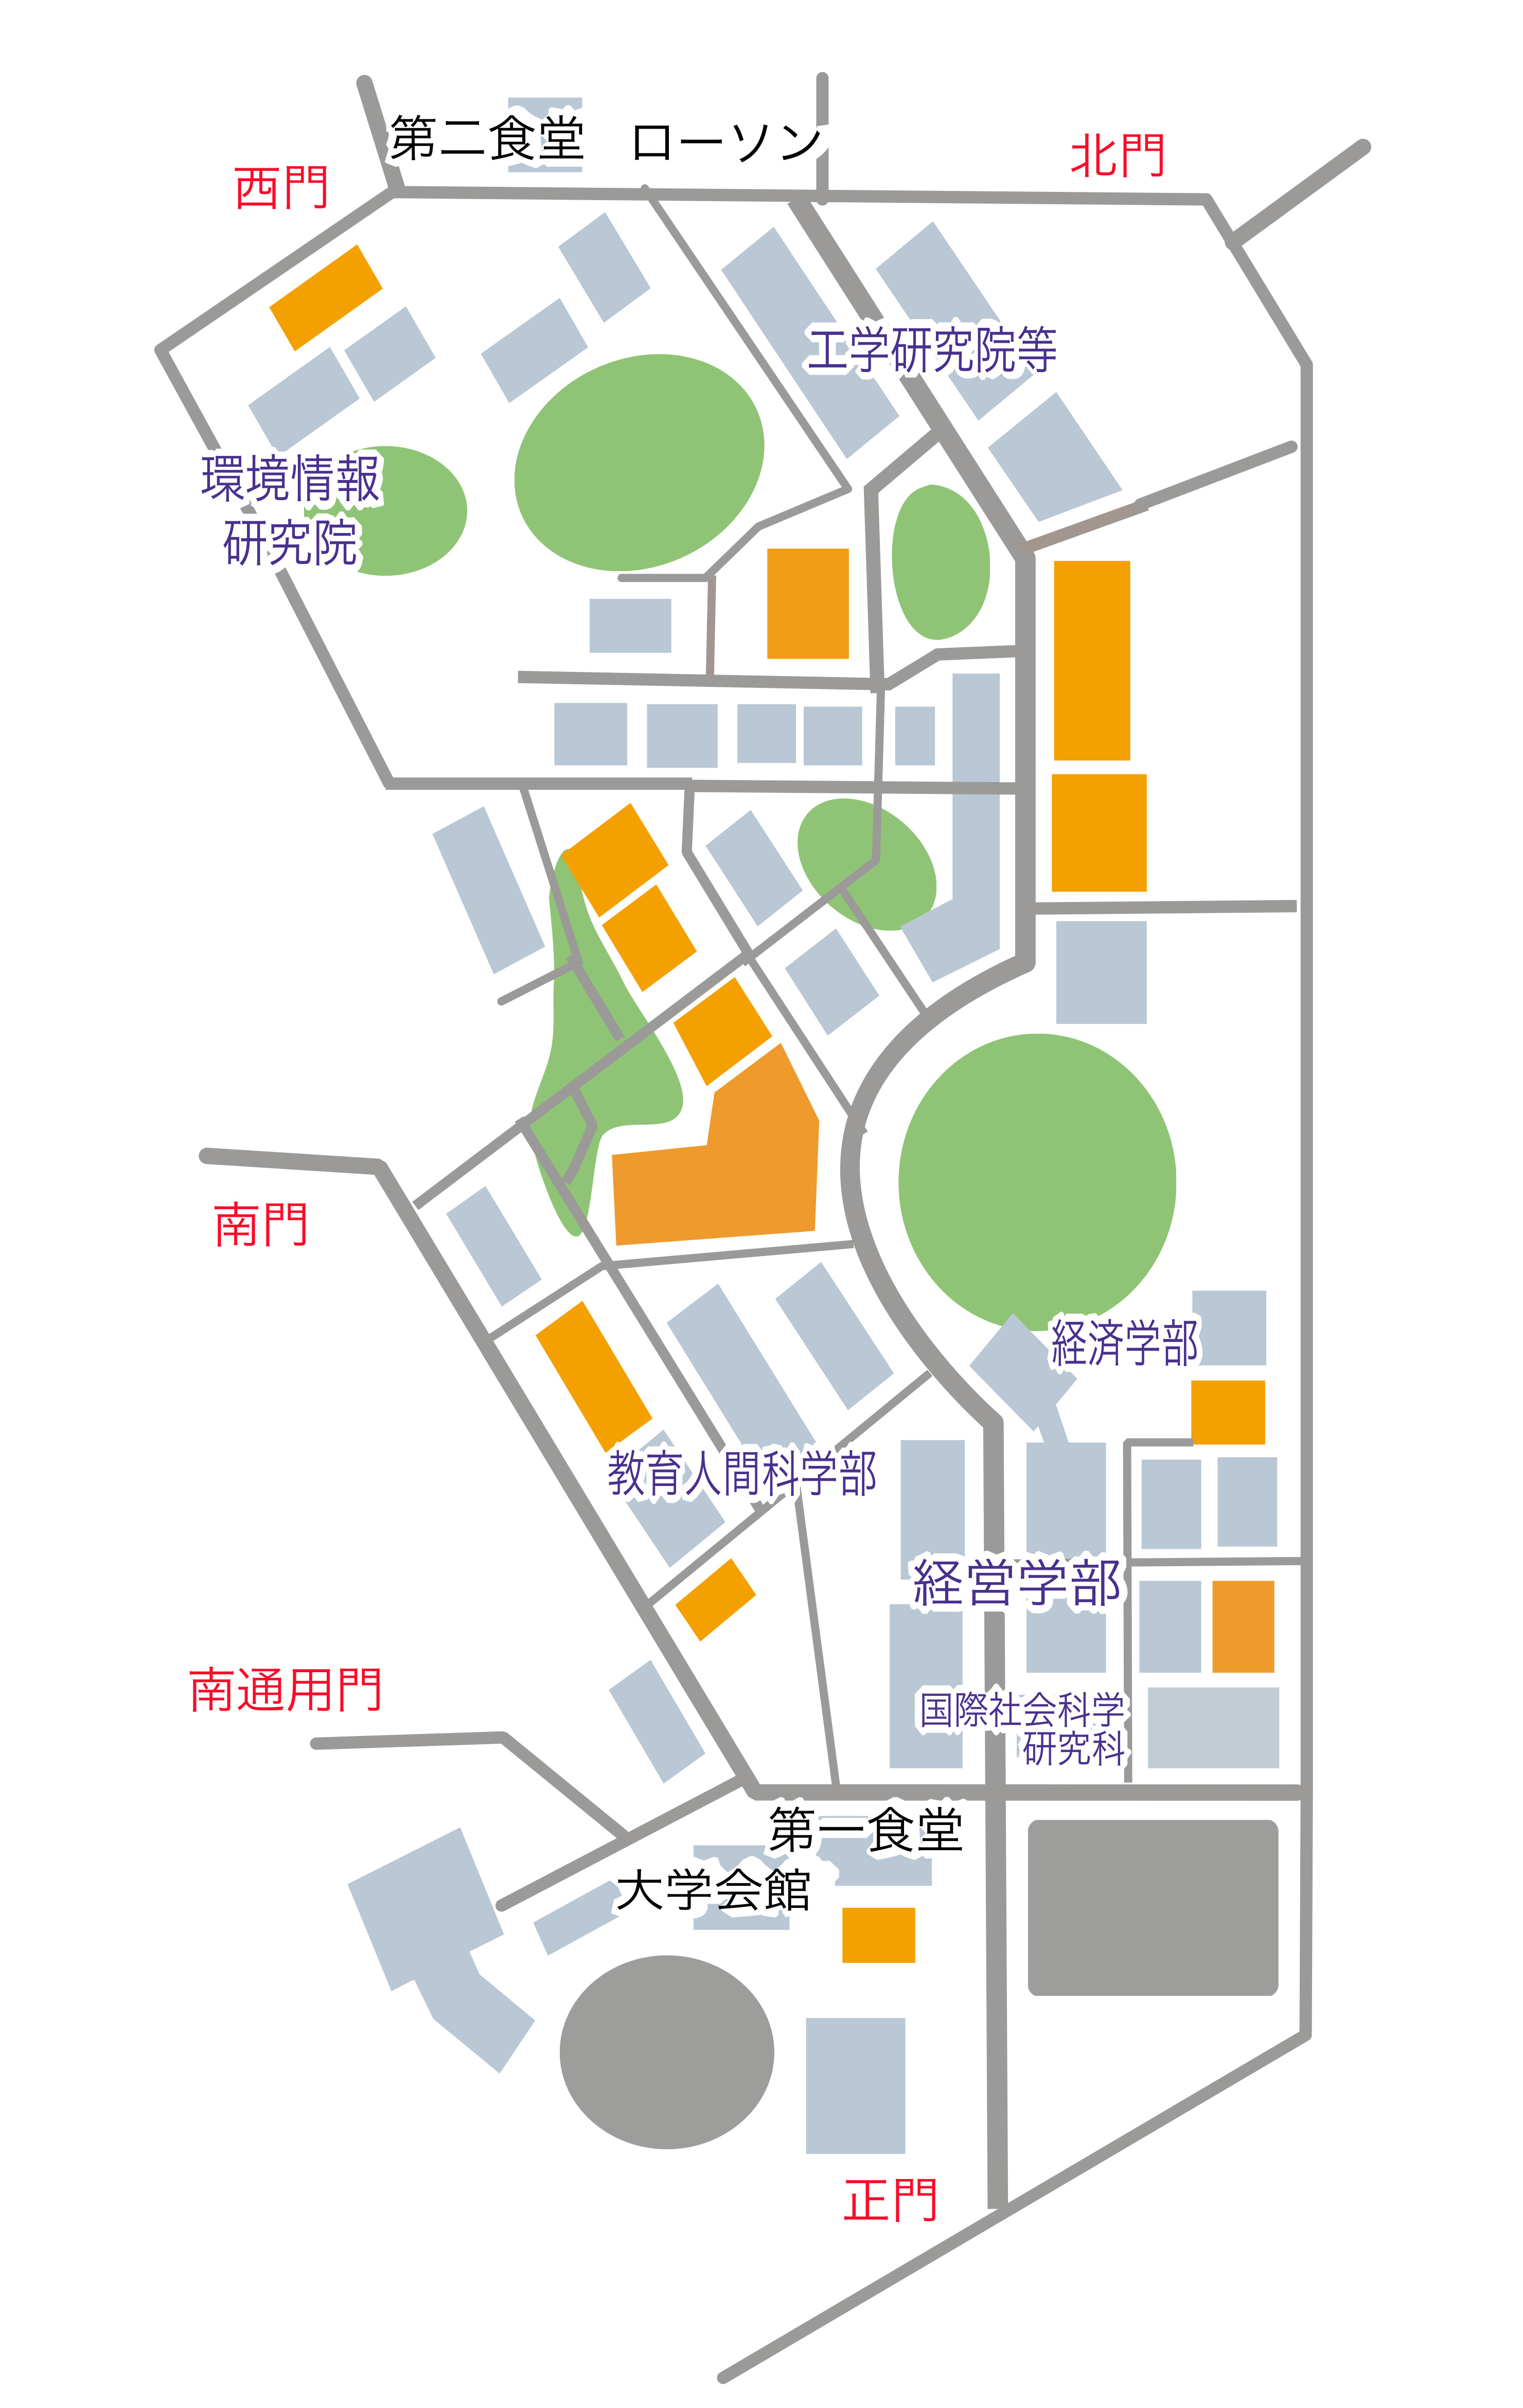 第二食堂
ローソン
北門
西門
工学研究院等
環境情報
研究院
南門
経済学部
教育人間科学部
経営学部
南通用門
国際社会科学
研究科
第一食堂
大学会館
正門